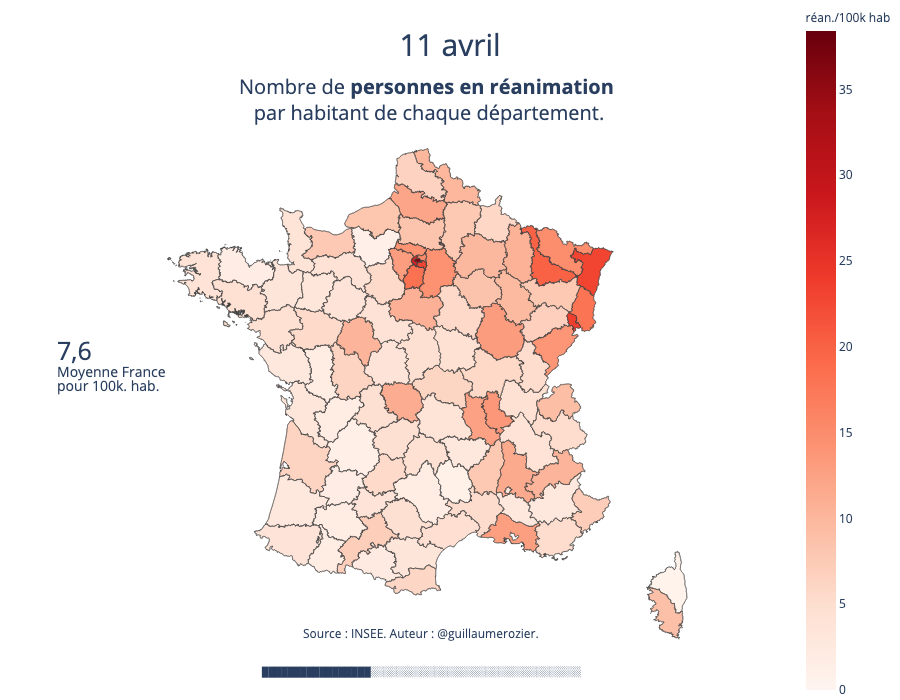 réan./100k hab
11 avril
Nombre de personnes en réanimation
par habitant de chaque département.
35
30
25
20
15
10
5
0
7,6
Moyenne France
pour 100k. hab.
Source : INSEE. Auteur : @guillaumerozier.